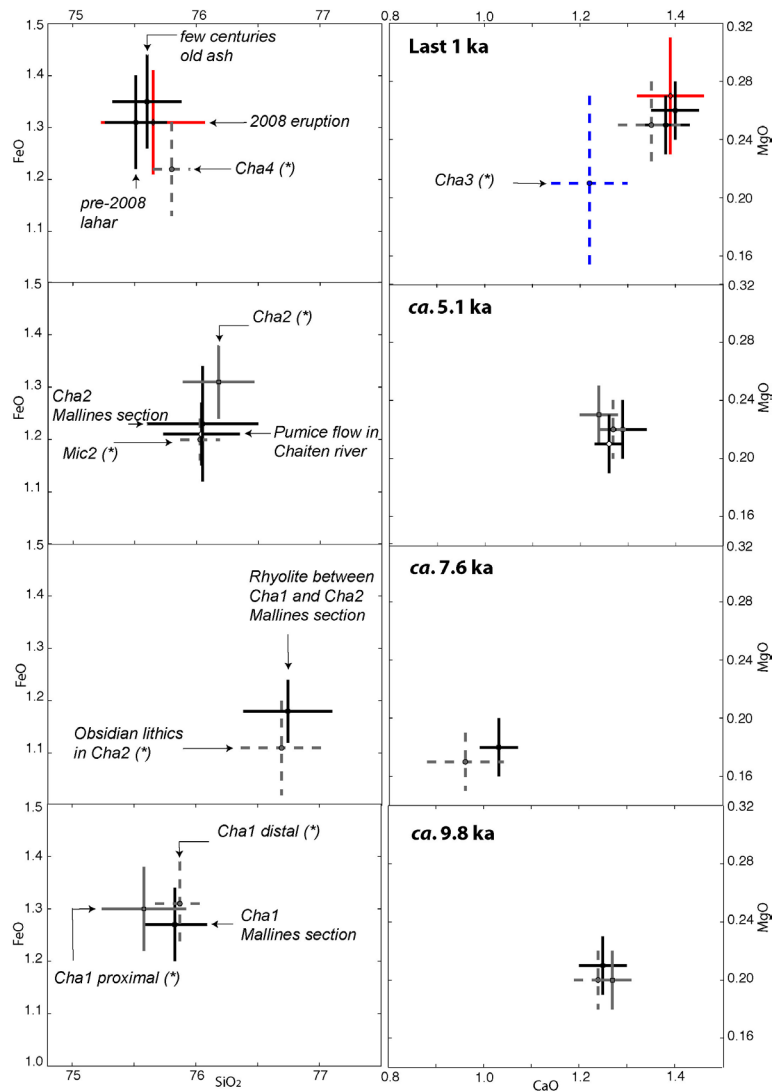 75
76
77
0.8
1.0
1.2
1.4
1.5
1.4
1.3
1.2
1.1
FeO
few centuries
old ash
2008 eruption
Cha4 (*)
pre-2008
lahar
Last 1 ka
Cha3 (*)
0.28
0.24
0.20
0.16
0.32
MgO
1.5
1.4
1.3
1.2
1.1
FeO
Cha2 (*)
Cha2
Mallines section
Pumice flow in
Chaiten river
Mic2 (*)
ca. 5.1 ka
0.28
0.24
0.20
0.16
0.32
MgO
1.5
1.4
1.3
1.2
1.1
FeO
Rhyolite between
Cha1 and Cha2
Mallines section
Obsidian lithics
in Cha2 (*)
ca. 7.6 ka
0.28
0.24
0.20
0.16
0.32
MgO
1.5
1.4
1.3
1.2
1.1
1.0
FeO
Cha1 distal (*)
Cha1
Mallines section
Cha1 proximal (*)
ca. 9.8 ka
0.28
0.24
0.20
0.16
MgO
75
76
77
SiO₂
0.8
1.0
1.2
1.4
CaO